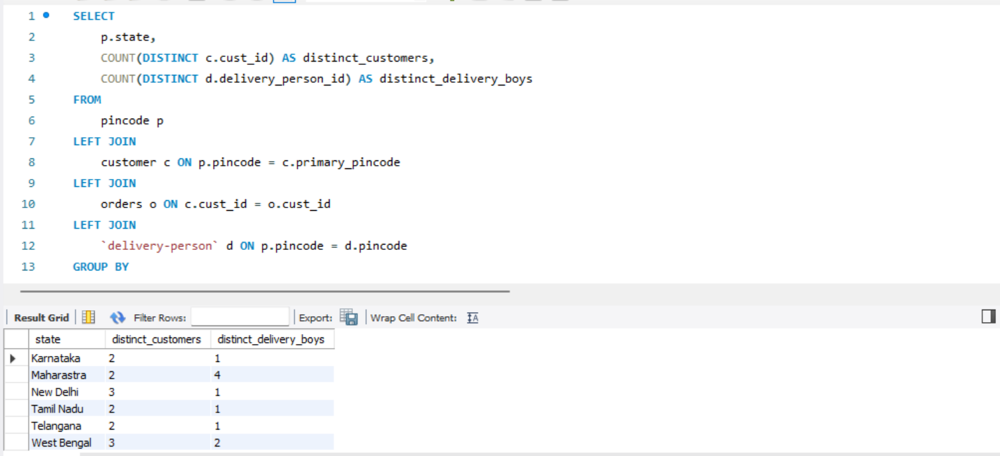 1 SELECT
2 p.state,
3 COUNT(DISTINCT c.cust_id) AS distinct_customers,
4 COUNT(DISTINCT d.delivery_person_id) AS distinct_delivery_boys
5 FROM
6 pincode p
7 LEFT JOIN
8 customer c ON p.pincode = c.primary_pincode
9 LEFT JOIN
10 orders o ON c.cust_id = o.cust_id
11 LEFT JOIN
12 `delivery-person` d ON p.pincode = d.pincode
13 GROUP BY
Result Grid Filter Rows: Export: Wrap Cell Content:
state distinct_customers distinct_delivery_boys
Karnataka 2 1
Maharastra 2 4
New Delhi 3 1
Tamil Nadu 2 1
Telangana 2 1
West Bengal 3 2